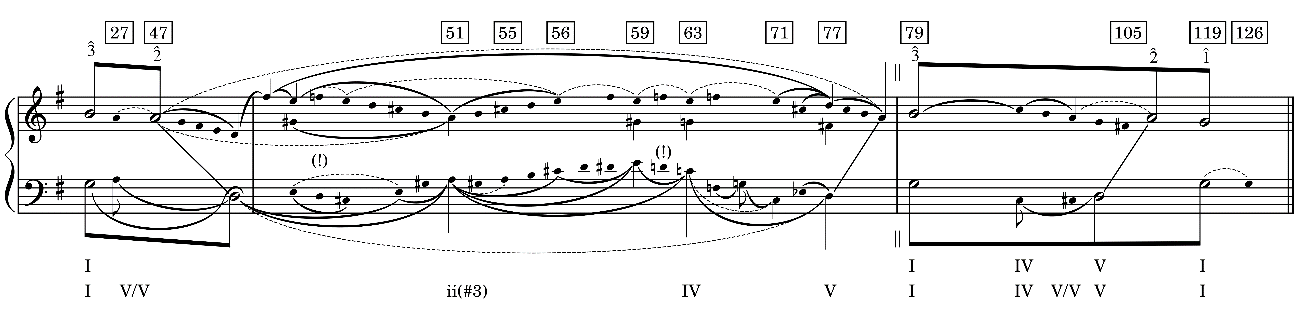 27 47 51 55 56 59 63 71 77 79 105 119 126
3̂ 2̂ 3̂ 2̂ 1̂
(!) (!)
I I IV V I
I V/V ii(#3) IV V I IV V/V V I